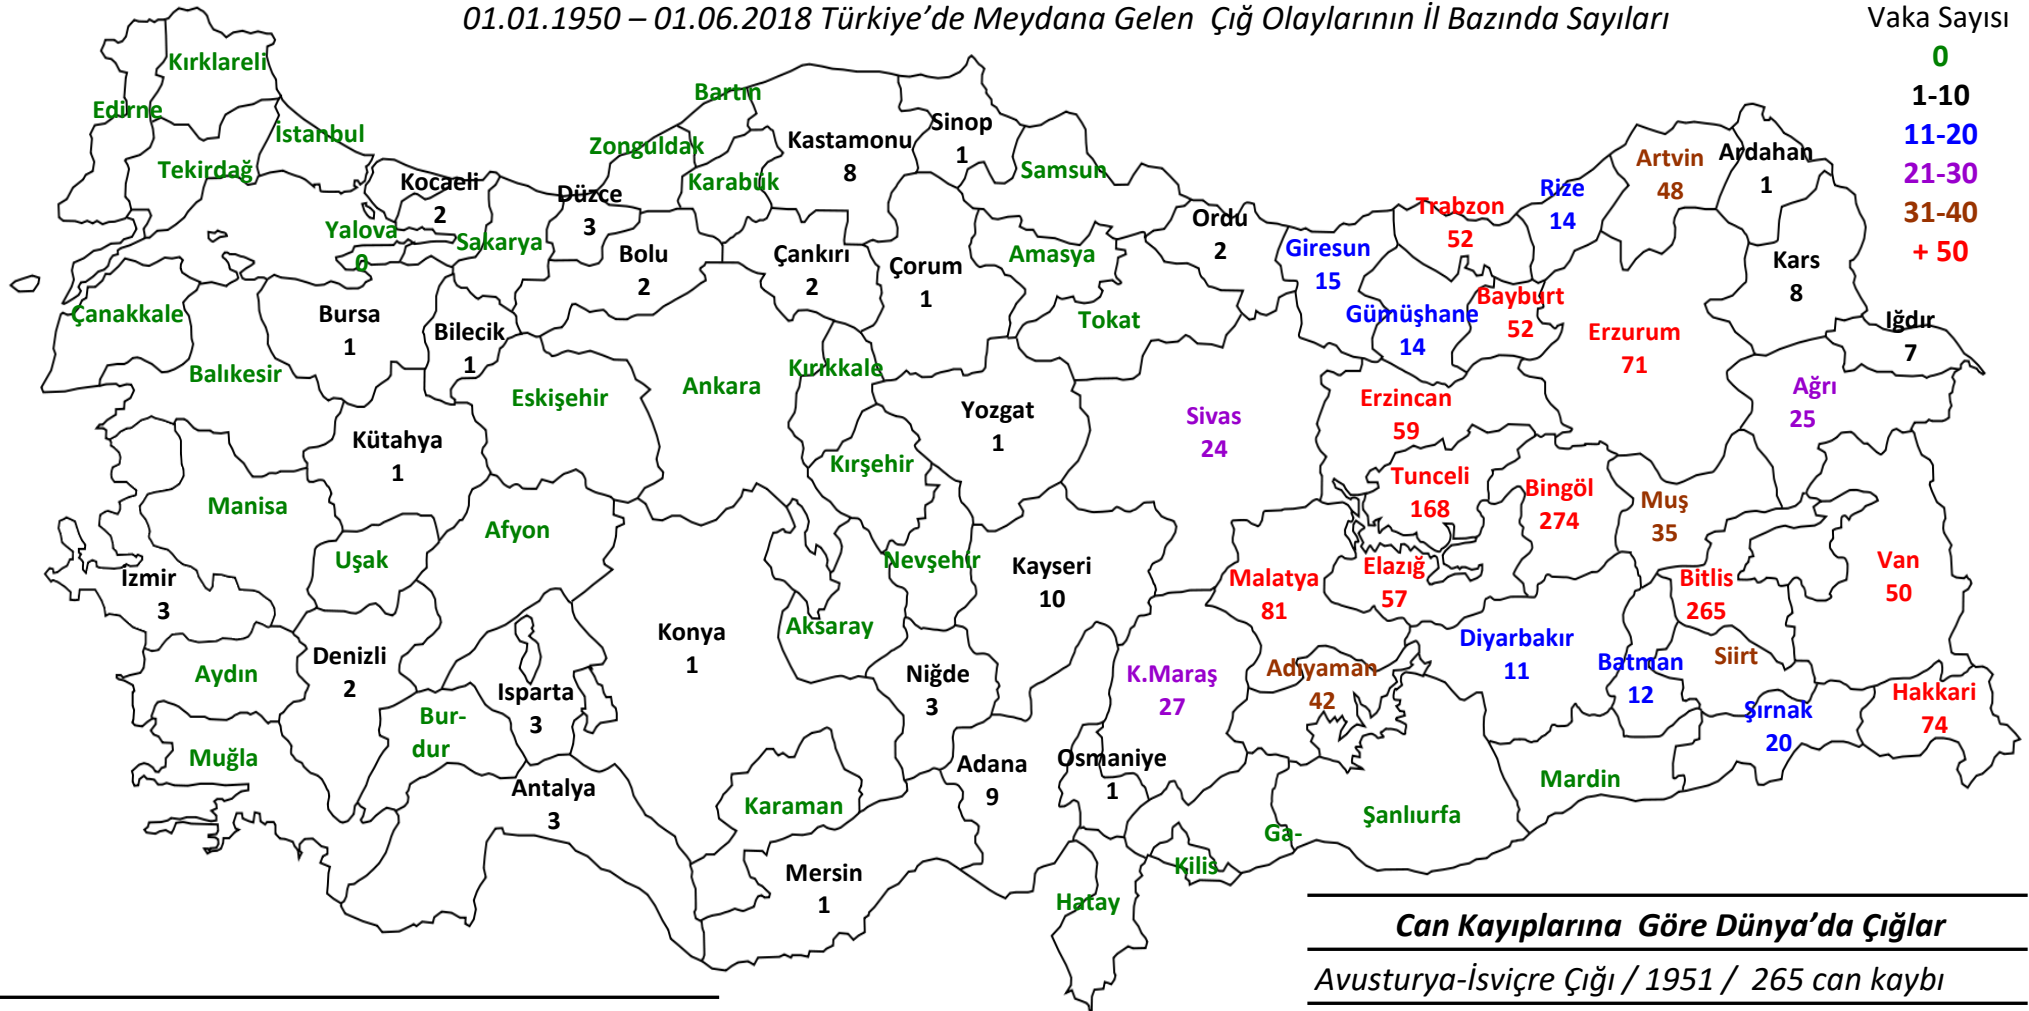 01.01.1950 – 01.06.2018 Türkiye’de Meydana Gelen Çığ Olaylarının İl Bazında Sayıları
Vaka Sayısı
0
1-10
11-20
21-30
31-40
+ 50
Kırklareli
Edirne
İstanbul
Tekirdağ
Kocaeli
2
Yalova
0
Sakarya
Düzce
3
Zonguldak
Bartın
Karabük
Kastamonu
8
Sinop
1
Samsun
Bolu
2
Çankırı
2
Çorum
1
Amasya
Tokat
Ordu
2
Giresun
15
Gümüşhane
14
Trabzon
52
Bayburt
52
Rize
14
Artvin
48
Ardahan
1
Kars
8
Iğdır
7
Ağrı
25
Erzurum
71
Erzincan
59
Çanakkale
Balıkesir
Bursa
1
Bilecik
1
Eskişehir
Ankara
Kırıkkale
Yozgat
1
Sivas
24
Kütahya
1
Kırşehir
Manisa
Uşak
Afyon
Nevşehir
Kayseri
10
Tunceli
168
Bingöl
274
Muş
35
Van
50
İzmir
3
Malatya
81
Elazığ
57
Bitlis
265
Aydın
Denizli
2
Isparta
3
Konya
1
Aksaray
Niğde
3
K.Maraş
27
Adıyaman
42
Diyarbakır
11
Batman
12
Siirt
Şırnak
20
Hakkari
74
Muğla
Bur-
dur
Antalya
3
Karaman
Mersin
1
Adana
9
Osmaniye
1
Ga-
Kilis
Hatay
Şanlıurfa
Mardin
Can Kayıplarına Göre Dünya’da Çığlar
Avusturya-İsviçre Çığı / 1951 / 265 can kaybı